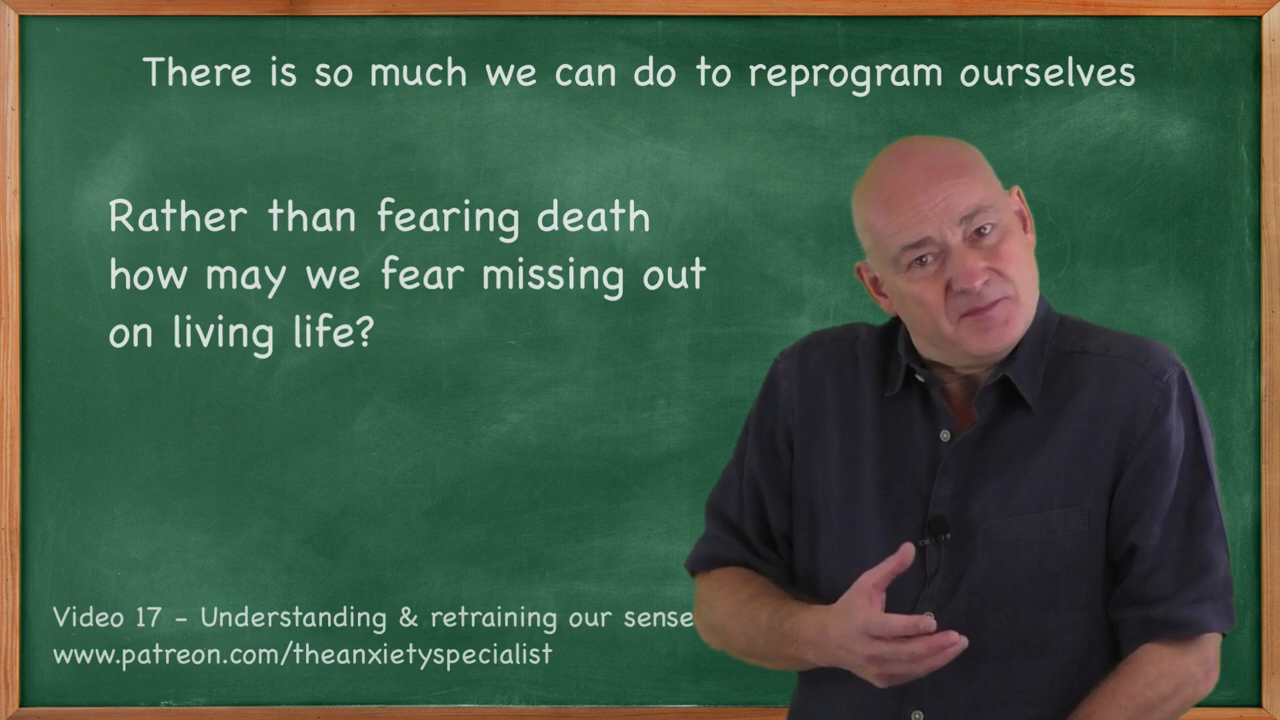 There is so much we can do to reprogram ourselves
Rather than fearing death
how may we fear missing out
on living life?
Video 17 - Understanding & retraining our sense
www.patreon.com/theanxietyspecialist